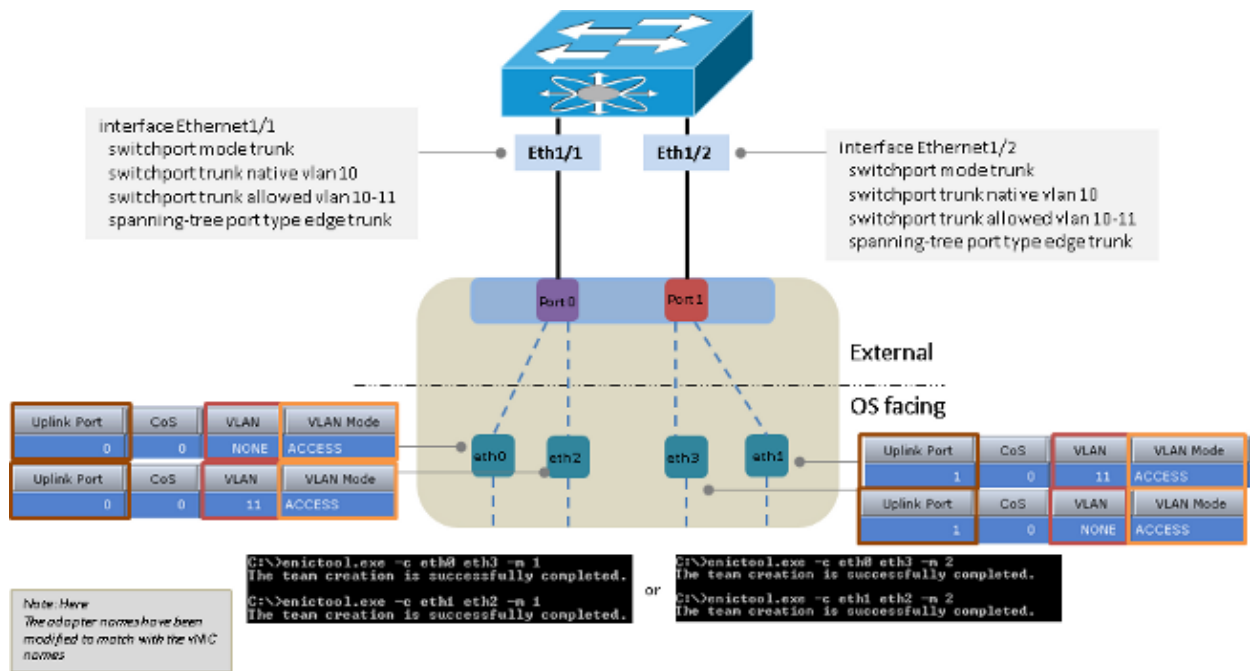 interface Ethernet1/1
switchport mode trunk
switchport trunk native vlan 10
switchport trunk allowed vlan 10-11
spanning-tree port type edge trunk
Eth1/1
Eth1/2
interface Ethernet1/2
switchport mode trunk
switchport trunk native vlan 10
switchport trunk allowed vlan 10-11
spanning-tree port type edge trunk
Port 0
Port 1
External
OS facing
Uplink Port CoS VLAN VLAN Mode
0 0 NONE ACCESS
Uplink Port CoS VLAN VLAN Mode
0 0 11 ACCESS
eth0
eth2
eth3
eth1
Uplink Port CoS VLAN VLAN Mode
1 0 11 ACCESS
Uplink Port CoS VLAN VLAN Mode
1 0 NONE ACCESS
C:\>enictool.exe -c eth0 eth3 -m 1
The team creation is successfully completed.
C:\>enictool.exe -c eth1 eth2 -m 1
The team creation is successfully completed.
or
C:\>enictool.exe -c eth0 eth3 -m 2
The team creation is successfully completed.
C:\>enictool.exe -c eth1 eth2 -m 2
The team creation is successfully completed.
Note: Here
The adapter names have been
modified to match with the vNIC
names